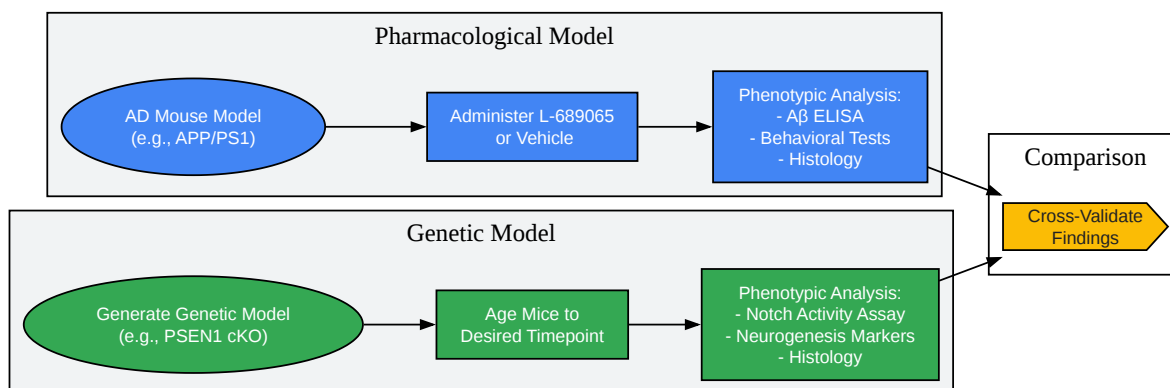 Pharmacological Model
AD Mouse Model
(e.g., APP/PS1)
Administer L-689065
or Vehicle
Phenotypic Analysis:
- Aβ ELISA
- Behavioral Tests
- Histology
Comparison
Cross-Validate
Findings
Genetic Model
Generate Genetic Model
(e.g., PSEN1 cKO)
Age Mice to
Desired Timepoint
Phenotypic Analysis:
- Notch Activity Assay
- Neurogenesis Markers
- Histology